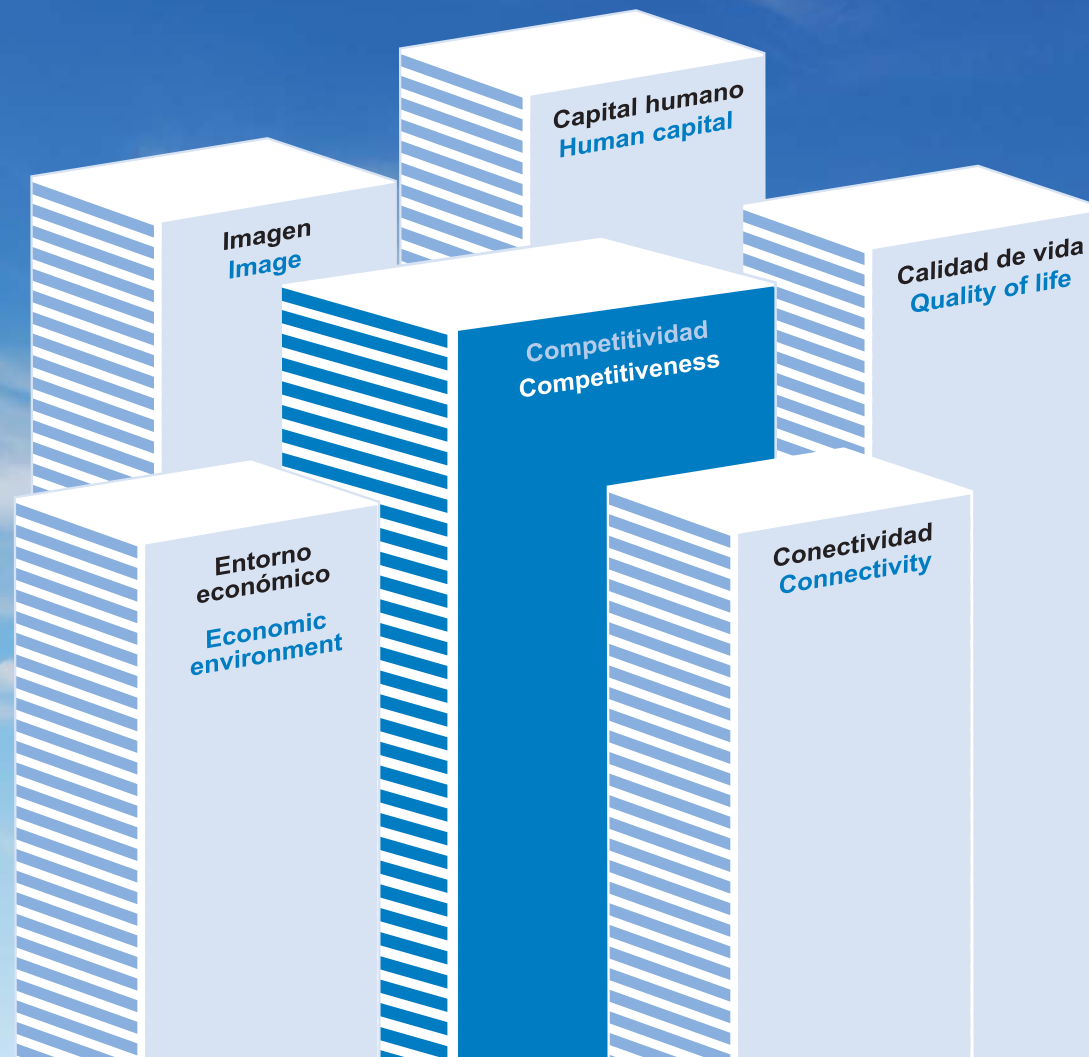 Capital humano
Human capital
Imagen
Image
Calidad de vida
Quality of life
Competitividad
Competitiveness
Entorno
económico
Economic
environment
Conectividad
Connectivity